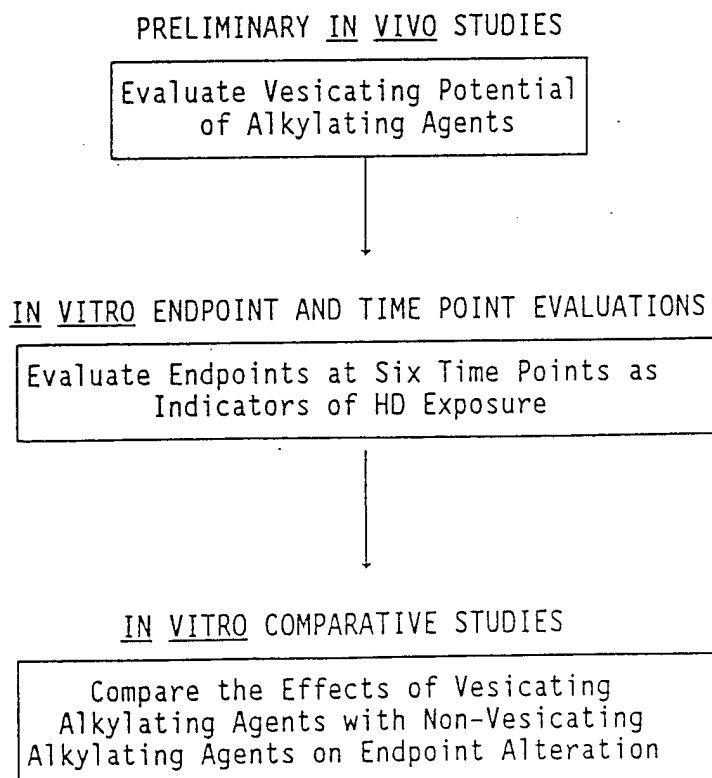 PRELIMINARY IN VIVO STUDIES
Evaluate Vesicating Potential
of Alkylating Agents
IN VITRO ENDPOINT AND TIME POINT EVALUATIONS
Evaluate Endpoints at Six Time Points as
Indicators of HD Exposure
IN VITRO COMPARATIVE STUDIES
Compare the Effects of Vesicating
Alkylating Agents with Non-Vesicating
Alkylating Agents on Endpoint Alteration